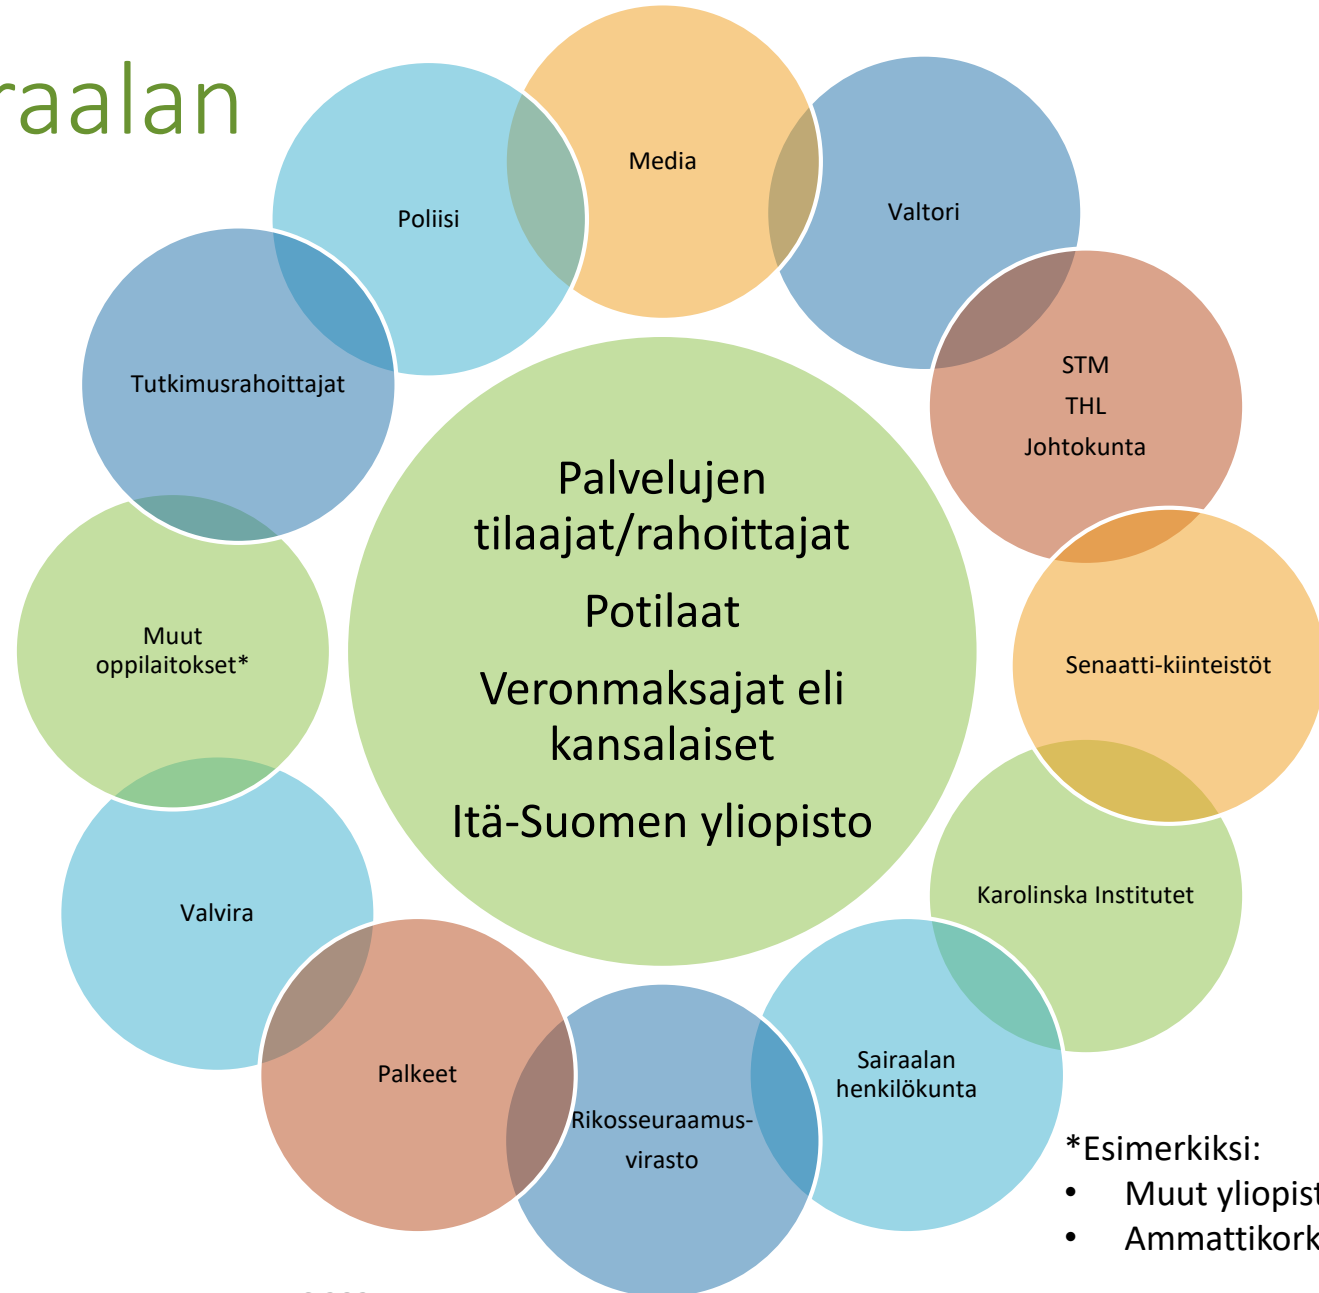 raalan
Media
Poliisi
Valtori
STM
THL
Johtokunta
Tutkimusrahoittajat
Palvelujen
tilaajat/rahoittajat
Potilaat
Veronmaksajat eli
kansalaiset
Itä-Suomen yliopisto
Muut
oppilaitokset*
Senaatti-kiinteistöt
Karolinska Institutet
Valvira
Palkeet
Sairaalan
henkilökunta
Rikosseuraamus-
virasto
*Esimerkiksi:
• Muut yliopist
• Ammattikork